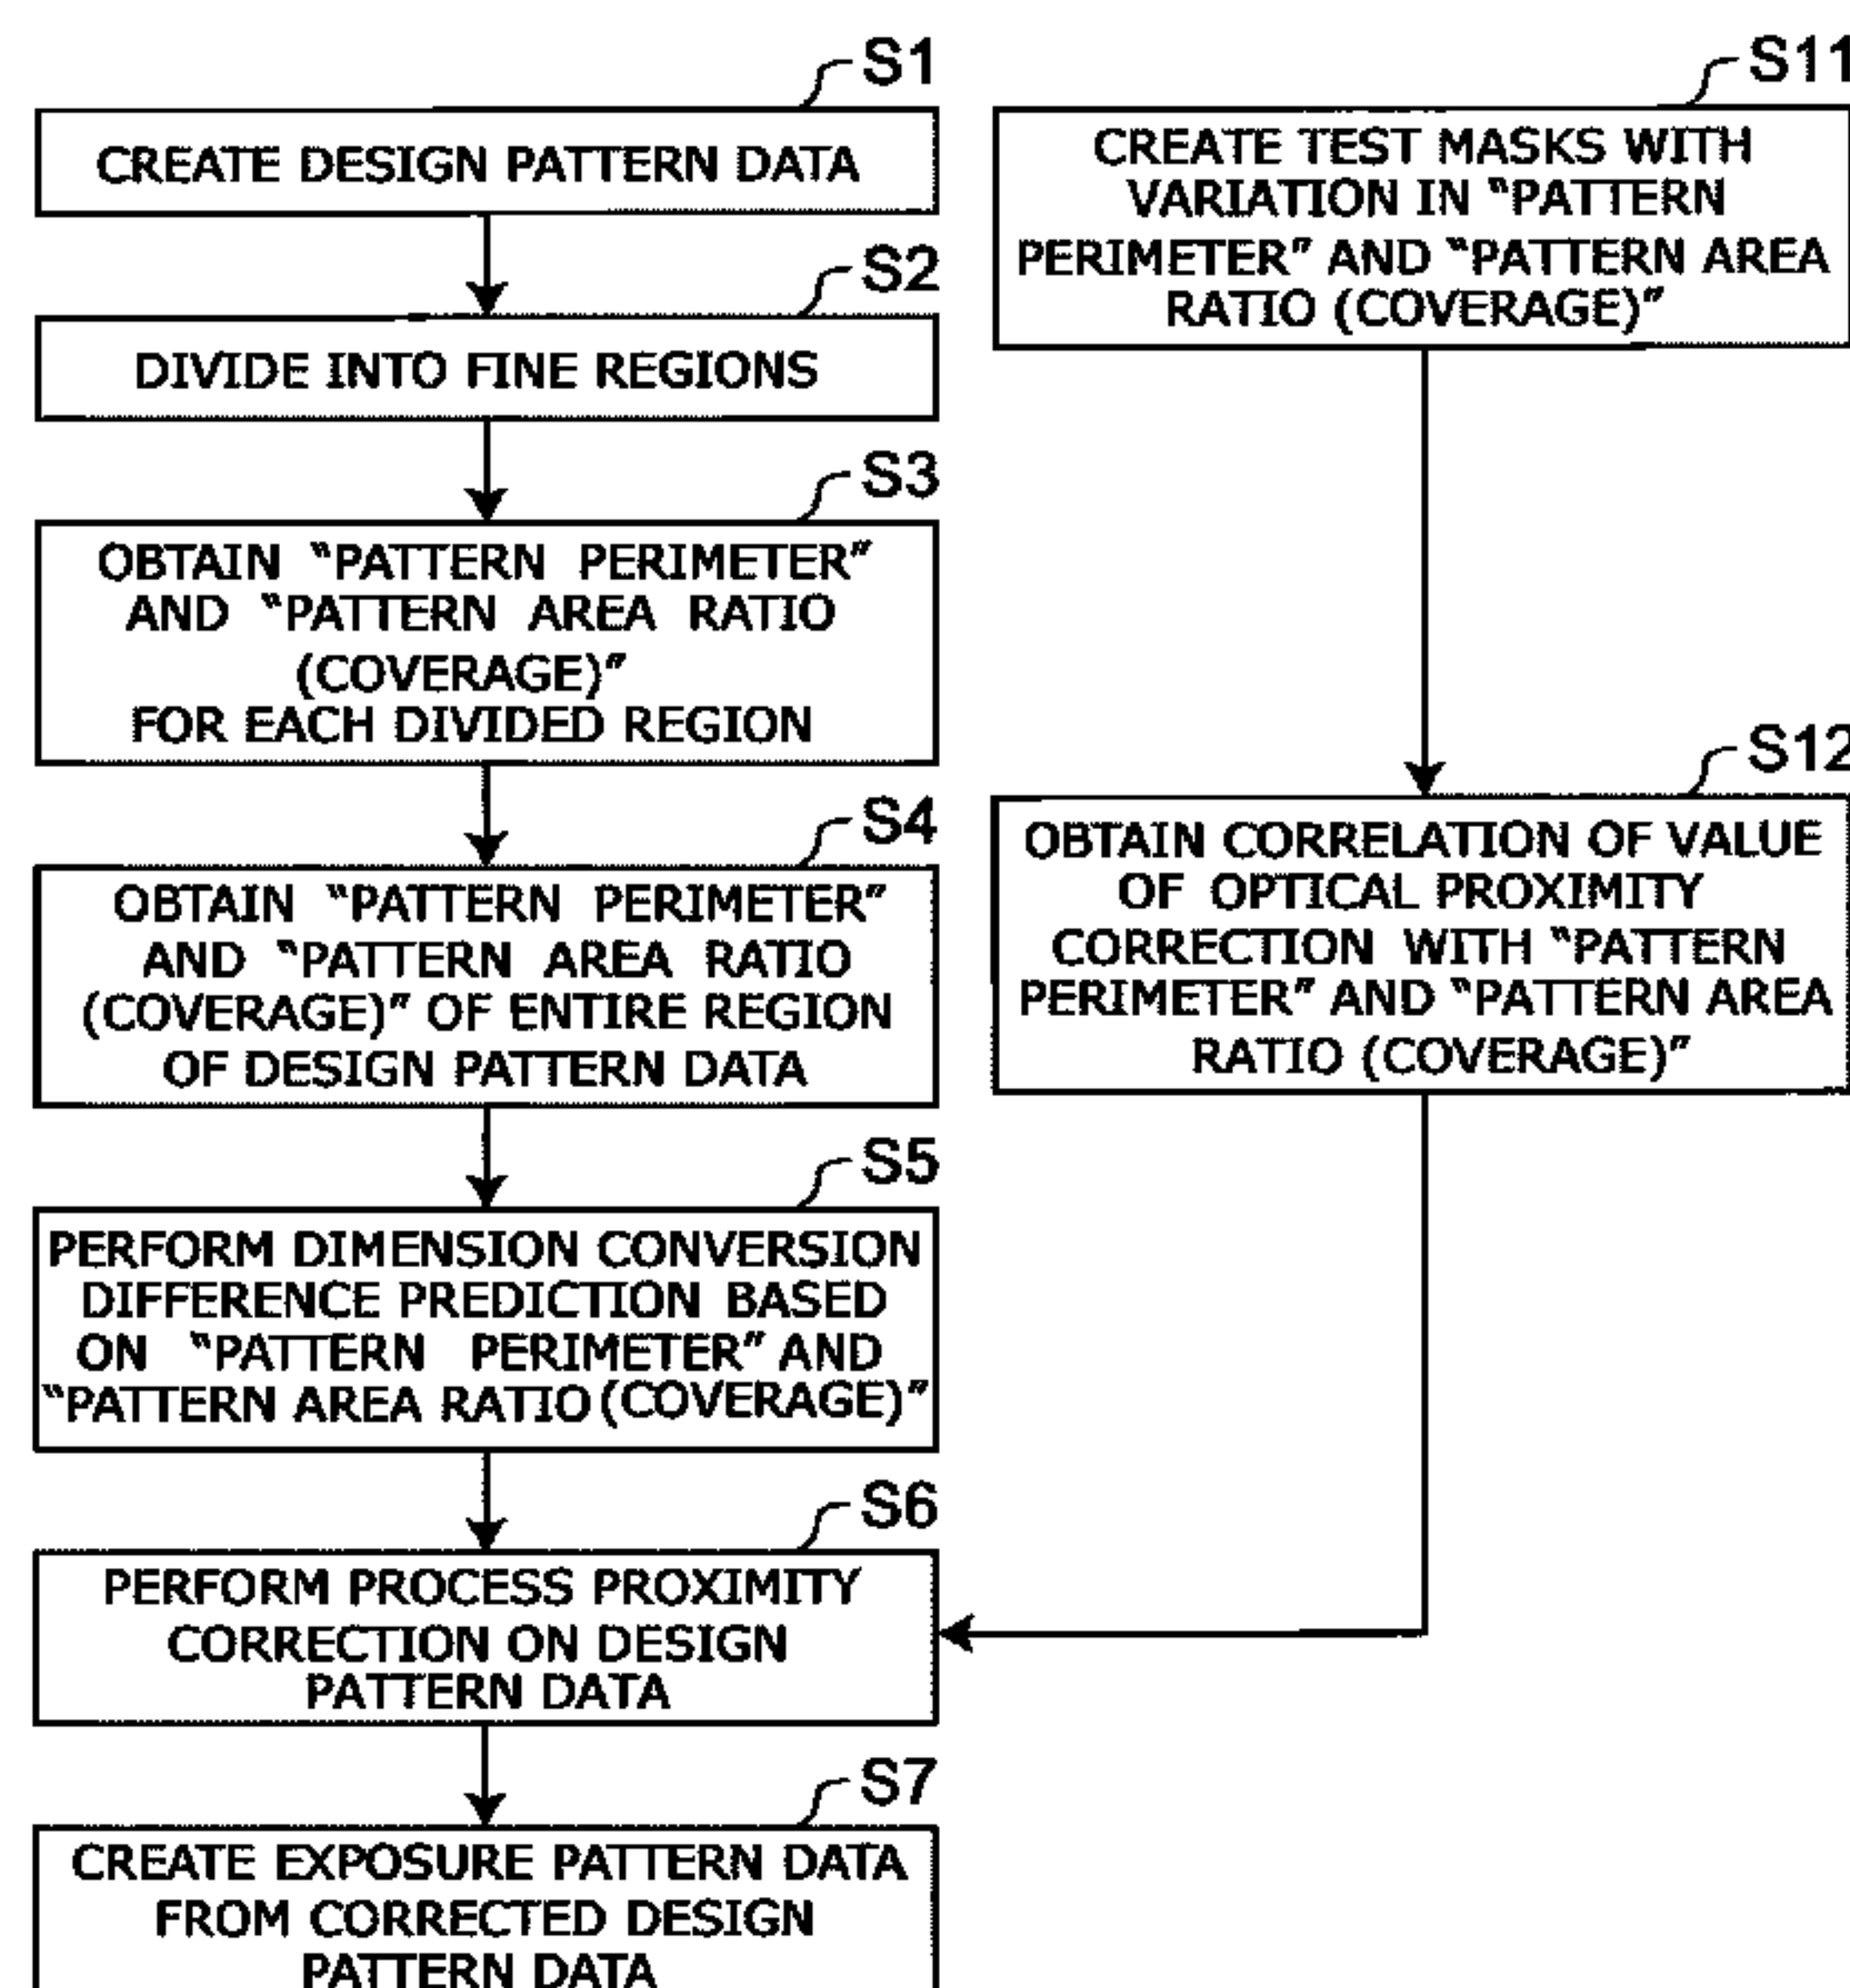 S1
CREATE DESIGN PATTERN DATA
S2
DIVIDE INTO FINE REGIONS
S3
OBTAIN "PATTERN PERIMETER"
AND "PATTERN AREA RATIO
(COVERAGE)"
FOR EACH DIVIDED REGION
S4
OBTAIN "PATTERN PERIMETER"
AND "PATTERN AREA RATIO
(COVERAGE)" OF ENTIRE REGION
OF DESIGN PATTERN DATA
S5
PERFORM DIMENSION CONVERSION
DIFFERENCE PREDICTION BASED
ON "PATTERN PERIMETER" AND
"PATTERN AREA RATIO (COVERAGE)"
S6
PERFORM PROCESS PROXIMITY
CORRECTION ON DESIGN
PATTERN DATA
S7
CREATE EXPOSURE PATTERN DATA
FROM CORRECTED DESIGN
PATTERN DATA
S11
CREATE TEST MASKS WITH
VARIATION IN "PATTERN
PERIMETER" AND "PATTERN AREA
RATIO (COVERAGE)"
S12
OBTAIN CORRELATION OF VALUE
OF OPTICAL PROXIMITY
CORRECTION WITH "PATTERN
PERIMETER" AND "PATTERN AREA
RATIO (COVERAGE)"